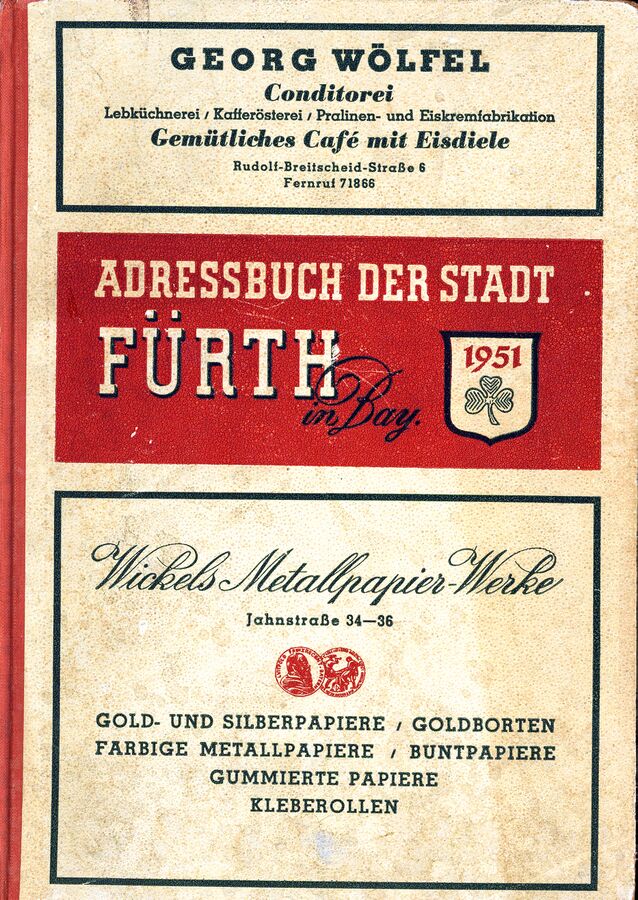 GEORG WÖLFEL
Conditorei
Lebküchnerei / Kafferösterei / Pralinen- und Eiskremfabrikation
Gemütliches Café mit Eisdiele
Rudolf-Breitscheid-Straße 6
Fernruf 71866
ADRESSBUCH DER STADT
FÜRTH
in Bay.
1951
Wickels Metallpapier-Werke
Jahnstraße 34—36
GOLD- UND SILBERPAPIERE / GOLDBORTEN
FARBIGE METALLPAPIERE / BUNTPAPIERE
GUMMIERTE PAPIERE
KLEBEROLLEN